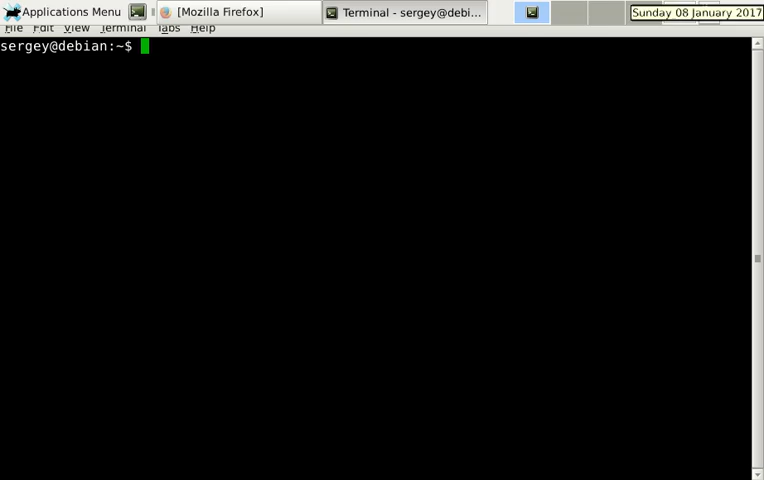 Applications Menu [Mozilla Firefox] Terminal - sergey@debi... Sunday 08 January 2017
File Edit View Terminal Tabs Help
sergey@debian:~$